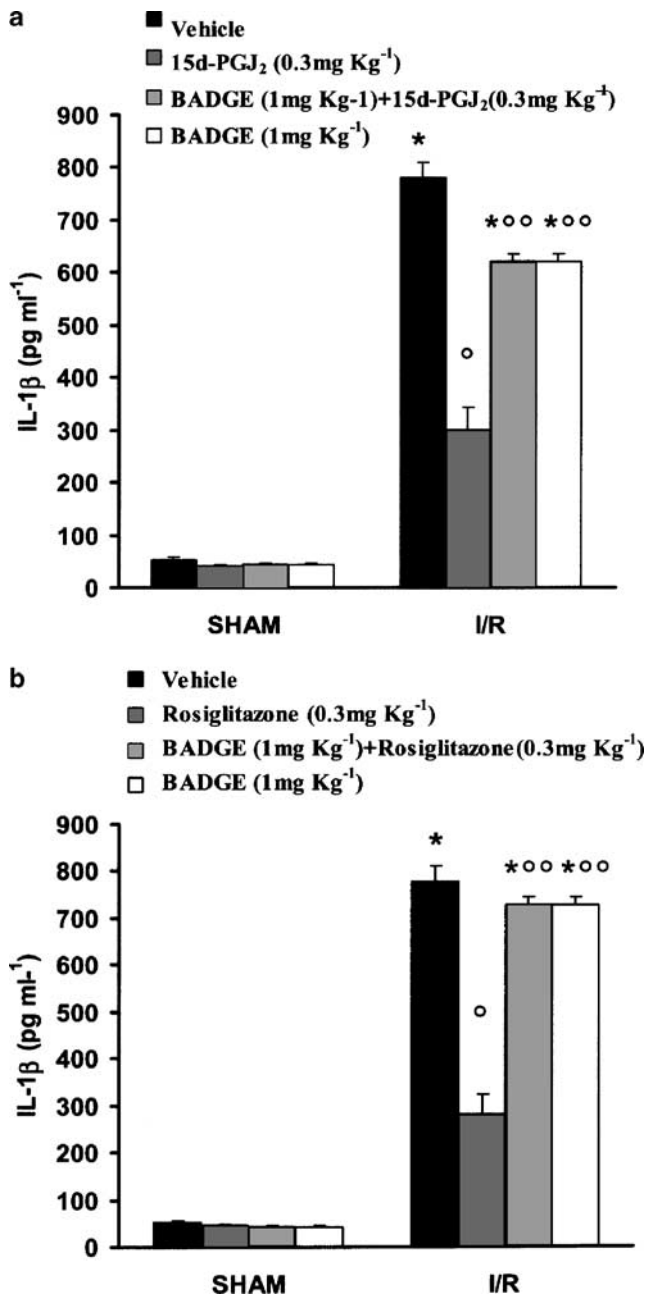 a
Vehicle
15d-PGJ₂ (0.3mg Kg⁻¹)
BADGE (1mg Kg-1)+15d-PGJ₂(0.3mg Kg⁻¹)
BADGE (1mg Kg⁻¹)
900
800
700
600
500
400
300
200
100
0
IL-1β (pg ml⁻¹)
*
○
*○○
*○○
SHAM
I/R
b
Vehicle
Rosiglitazone (0.3mg Kg⁻¹)
BADGE (1mg Kg⁻¹)+Rosiglitazone(0.3mg Kg⁻¹)
BADGE (1mg Kg⁻¹)
900
800
700
600
500
400
300
200
100
0
IL-1β (pg ml-¹)
*
○
*○○
*○○
SHAM
I/R